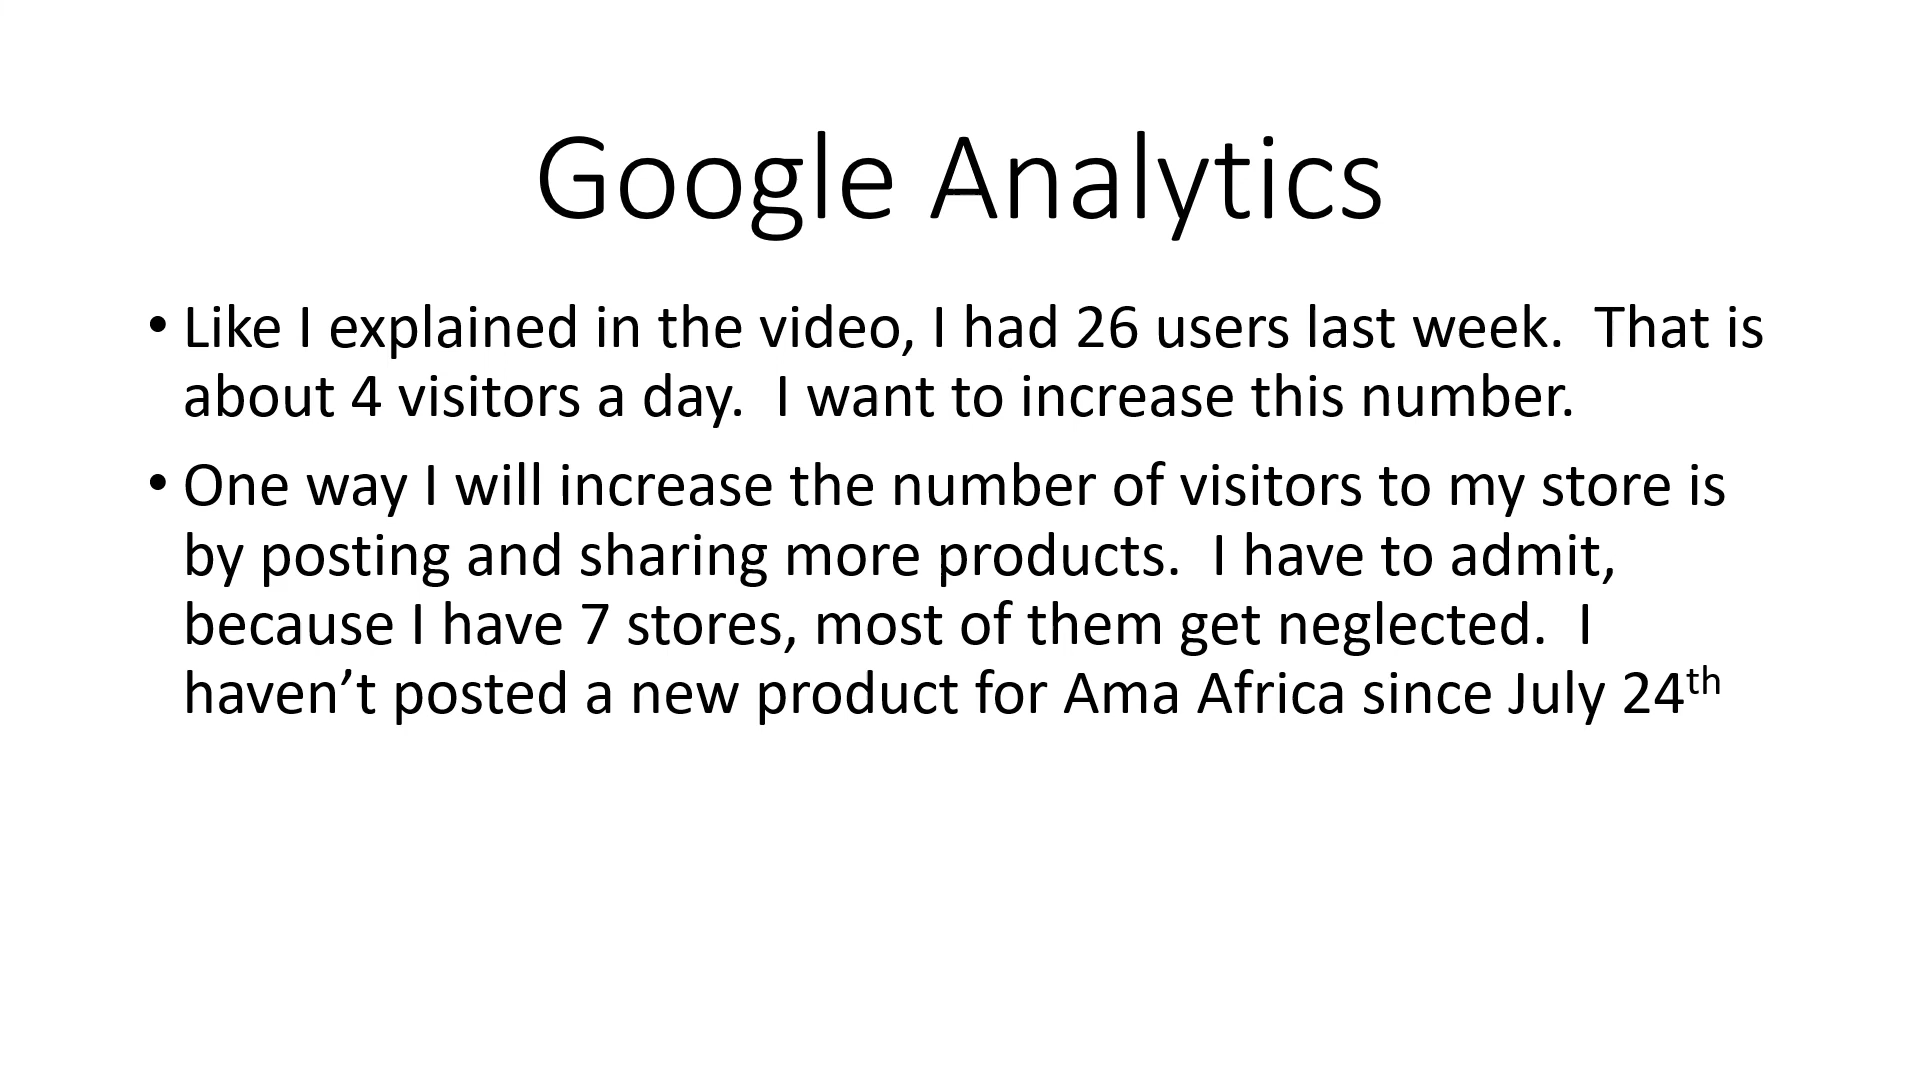 Google Analytics
• Like I explained in the video, I had 26 users last week.  That is
about 4 visitors a day.  I want to increase this number.
• One way I will increase the number of visitors to my store is
by posting and sharing more products.  I have to admit,
because I have 7 stores, most of them get neglected.  I
haven’t posted a new product for Ama Africa since July 24th